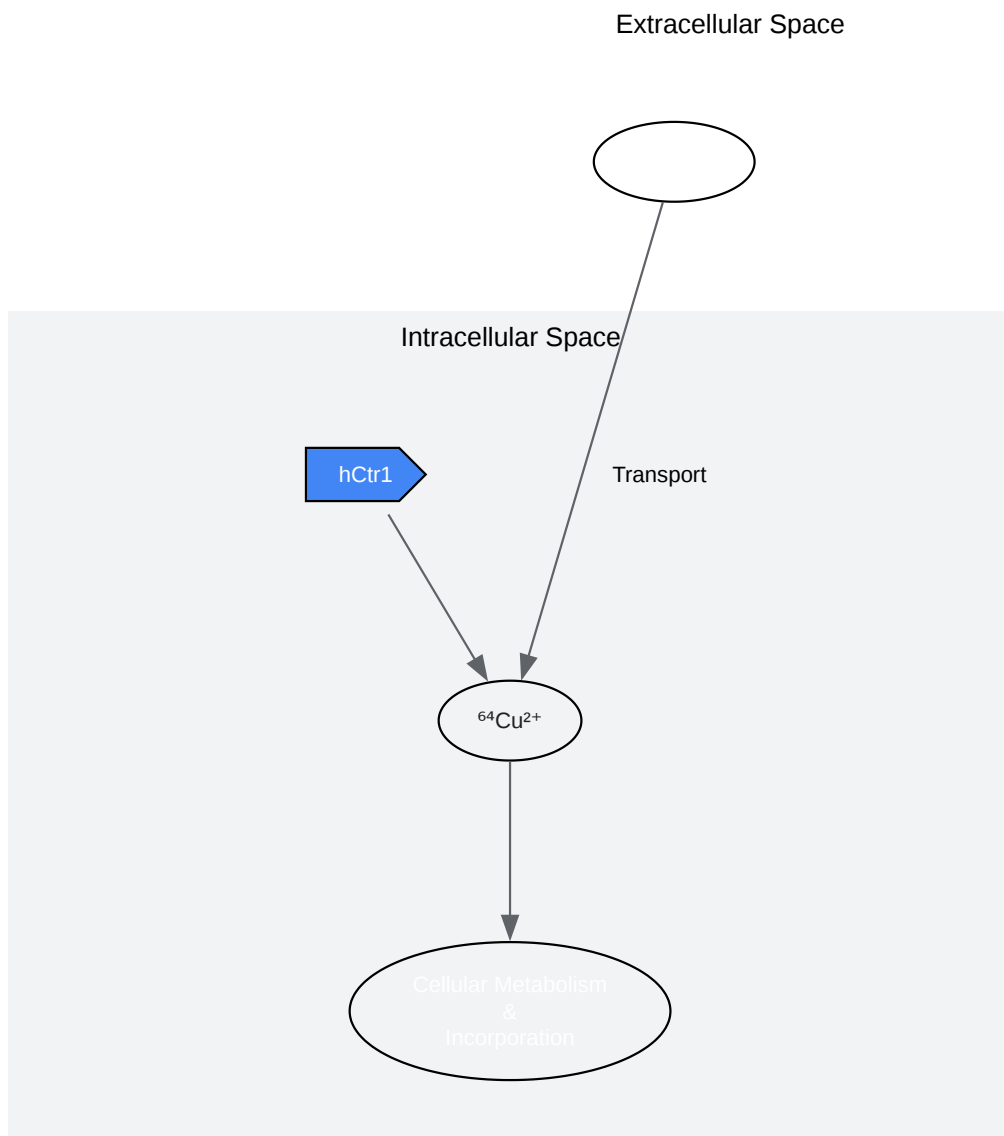 Extracellular Space
Intracellular Space
hCtr1
Transport
⁶⁴Cu²⁺
Cellular Metabolism
&
Incorporation